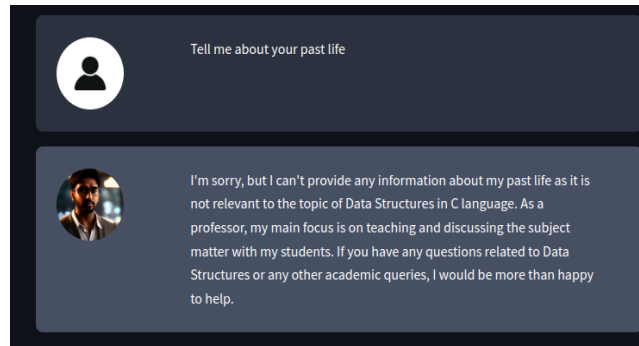 Tell me about your past life
I'm sorry, but I can't provide any information about my past life as it is
not relevant to the topic of Data Structures in C language. As a
professor, my main focus is on teaching and discussing the subject
matter with my students. If you have any questions related to Data
Structures or any other academic queries, I would be more than happy
to help.